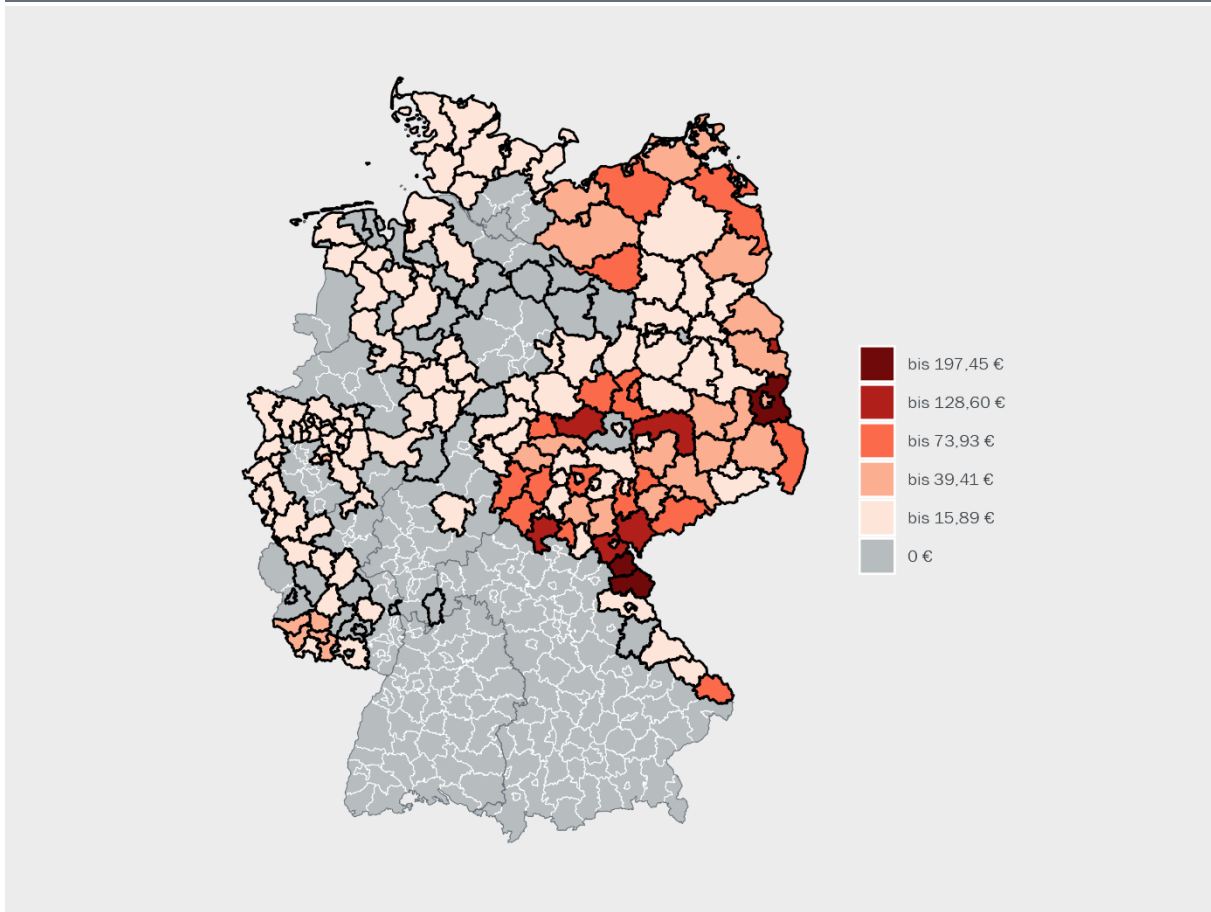 bis 197,45 €
bis 128,60 €
bis 73,93 €
bis 39,41 €
bis 15,89 €
0 €